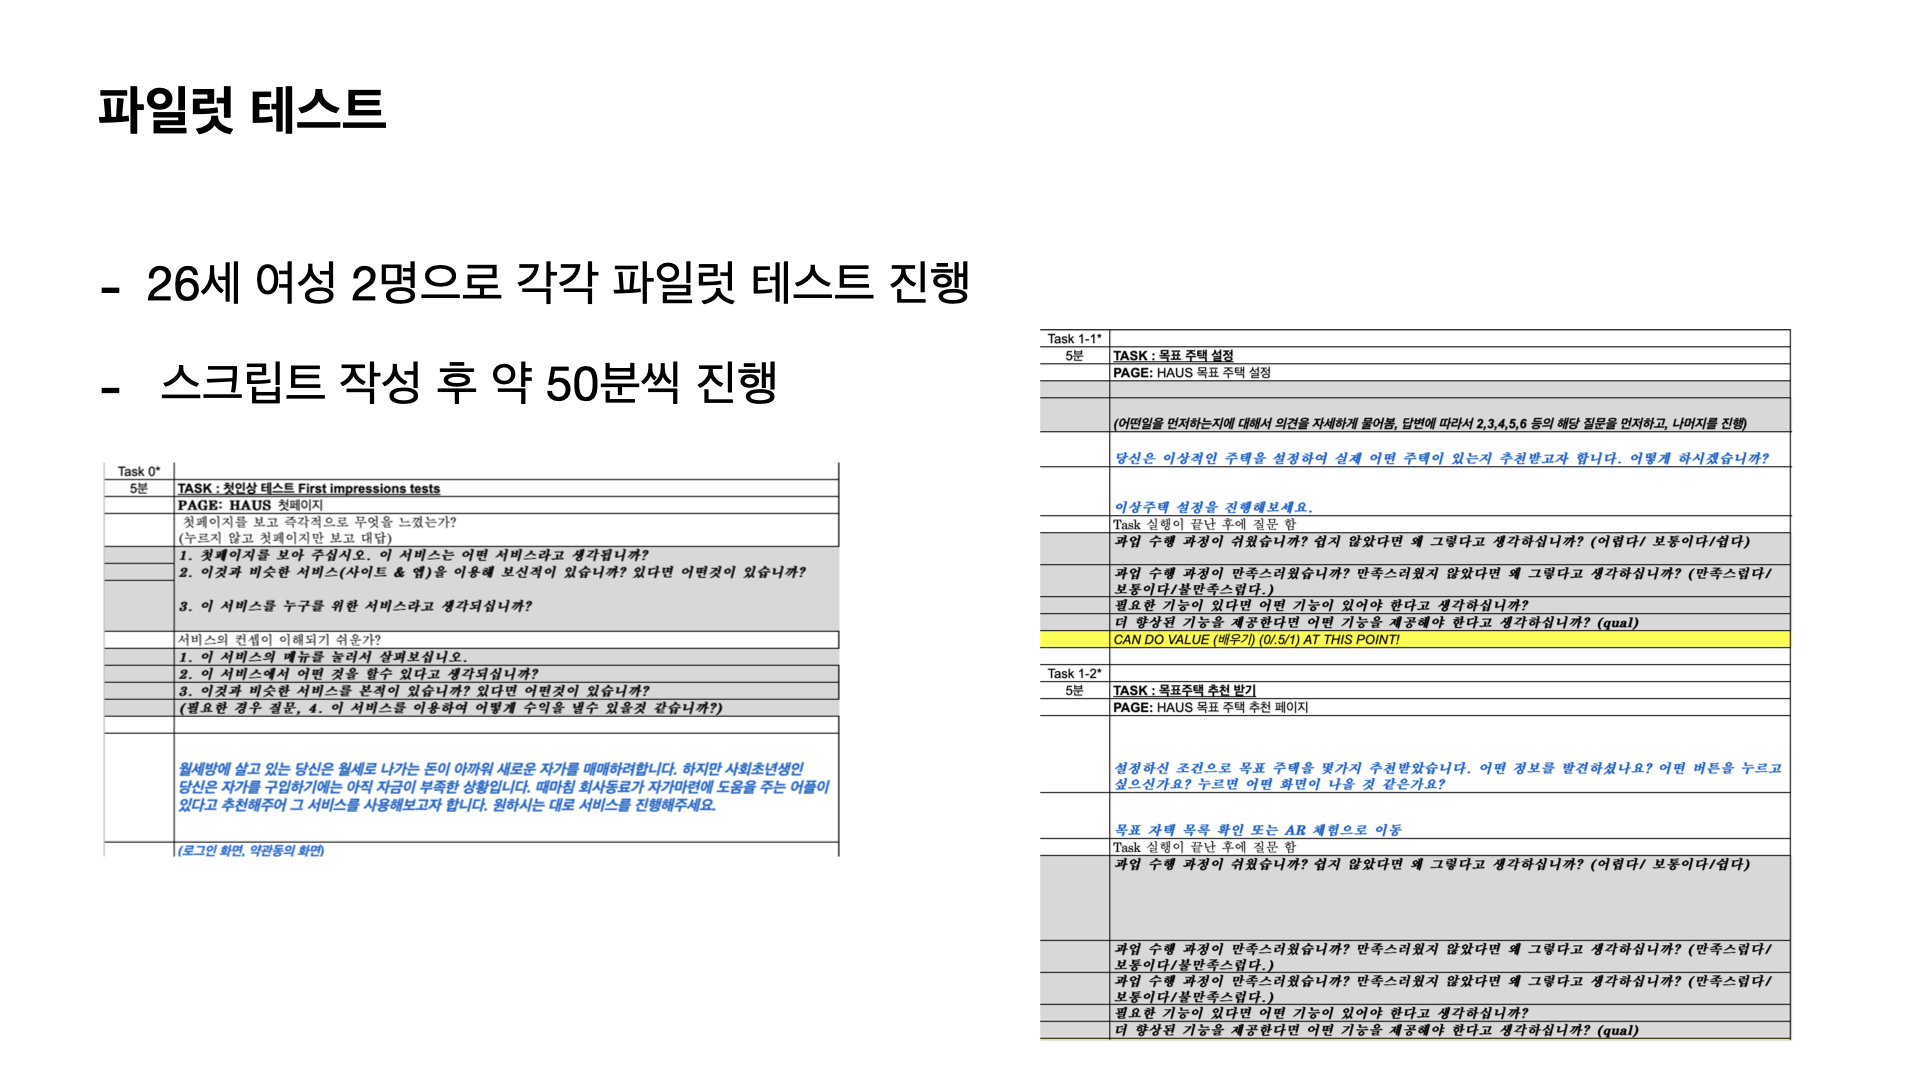 파일럿 테스트
- 26세 여성 2명으로 각각 파일럿 테스트 진행
- 스크립트 작성 후 약 50분씩 진행
Task 0*
5분 TASK : 첫인상 테스트 First impressions tests
PAGE: HAUS 첫페이지
첫페이지를 보고 즉각적으로 무엇을 느꼈는가?
(누르지 않고 첫페이지만 보고 대답)
1. 첫페이지를 보아 주십시오. 이 서비스는 어떤 서비스라고 생각됩니까?
2. 이것과 비슷한 서비스(사이트 & 앱)을 이용해 보신적이 있습니까? 있다면 어떤것이 있습니까?
3. 이 서비스를 누구를 위한 서비스라고 생각되십니까?
서비스의 컨셉이 이해되기 쉬운가?
1. 이 서비스의 메뉴를 눌러서 살펴보십니오.
2. 이 서비스에서 어떤 것을 할수 있다고 생각되십니까?
3. 이것과 비슷한 서비스를 본적이 있습니까? 있다면 어떤것이 있습니까?
(필요한 경우 질문, 4. 이 서비스를 이용하여 어떻게 수익을 낼수 있을것 같습니까?)
월세방에 살고 있는 당신은 월세로 나가는 돈이 아까워 새로운 자가를 매매하려합니다. 하지만 사회초년생인
당신은 자가를 구입하기에는 아직 자금이 부족한 상황입니다. 때마침 회사동료가 자가마련에 도움을 주는 어플이
있다고 추천해주어 그 서비스를 사용해보고자 합니다. 원하시는 대로 서비스를 진행해주세요.
(로그인 화면, 약관동의 화면)
Task 1-1*
5분 TASK : 목표 주택 설정
PAGE: HAUS 목표 주택 설정
(어떤일을 먼저하는지에 대해서 의견을 자세하게 물어봄, 답변에 따라서 2,3,4,5,6 등의 해당 질문을 먼저하고, 나머지를 진행)
당신은 이상적인 주택을 설정하여 실제 어떤 주택이 있는지 추천받고자 합니다. 어떻게 하시겠습니까?
이상주택 설정을 진행해보세요.
Task 실행이 끝난 후에 질문 함
과업 수행 과정이 쉬웠습니까? 쉽지 않았다면 왜 그렇다고 생각하십니까? (어렵다/ 보통이다/쉽다)
과업 수행 과정이 만족스러웠습니까? 만족스러웠지 않았다면 왜 그렇다고 생각하십니까? (만족스럽다/
보통이다/불만족스럽다.)
필요한 기능이 있다면 어떤 기능이 있어야 한다고 생각하십니까?
더 향상된 기능을 제공한다면 어떤 기능을 제공해야 한다고 생각하십니까? (qual)
CAN DO VALUE (배우기) (0/.5/1) AT THIS POINT!
Task 1-2*
5분 TASK : 목표주택 추천 받기
PAGE: HAUS 목표 주택 추천 페이지
설정하신 조건으로 목표 주택을 몇가지 추천받았습니다. 어떤 정보를 발견하셨나요? 어떤 버튼을 누르고
싶으신가요? 누르면 어떤 화면이 나올 것 같은가요?
목표 자택 목록 확인 또는 AR 체험으로 이동
Task 실행이 끝난 후에 질문 함
과업 수행 과정이 쉬웠습니까? 쉽지 않았다면 왜 그렇다고 생각하십니까? (어렵다/ 보통이다/쉽다)
과업 수행 과정이 만족스러웠습니까? 만족스러웠지 않았다면 왜 그렇다고 생각하십니까? (만족스럽다/
보통이다/불만족스럽다.)
과업 수행 과정이 만족스러웠습니까? 만족스러웠지 않았다면 왜 그렇다고 생각하십니까? (만족스럽다/
보통이다/불만족스럽다.)
필요한 기능이 있다면 어떤 기능이 있어야 한다고 생각하십니까?
더 향상된 기능을 제공한다면 어떤 기능을 제공해야 한다고 생각하십니까? (qual)